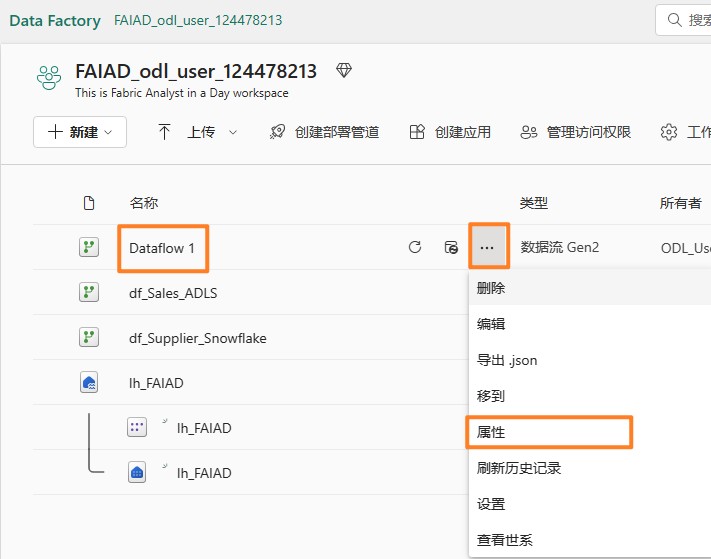 Data Factory FAIAD_odl_user_124478213 搜索
FAIAD_odl_user_124478213
This is Fabric Analyst in a Day workspace
新建 上传 创建部署管道 创建应用 管理访问权限 工作
名称 类型 所有者
Dataflow 1 ... 数据流 Gen2 ODL_Use
删除
df_Sales_ADLS
编辑
df_Supplier_Snowflake
导出 .json
lh_FAIAD
移到
lh_FAIAD
属性
lh_FAIAD
刷新历史记录
设置
查看世系